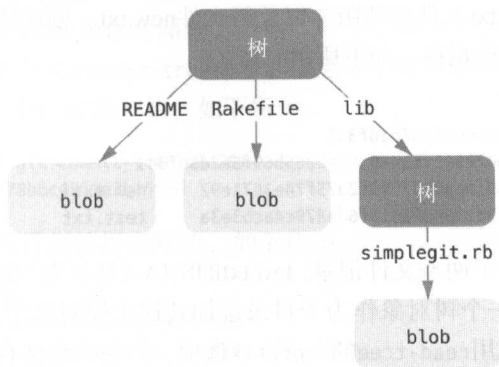 树
README Rakefile lib
blob blob 树
simplegit.rb
blob